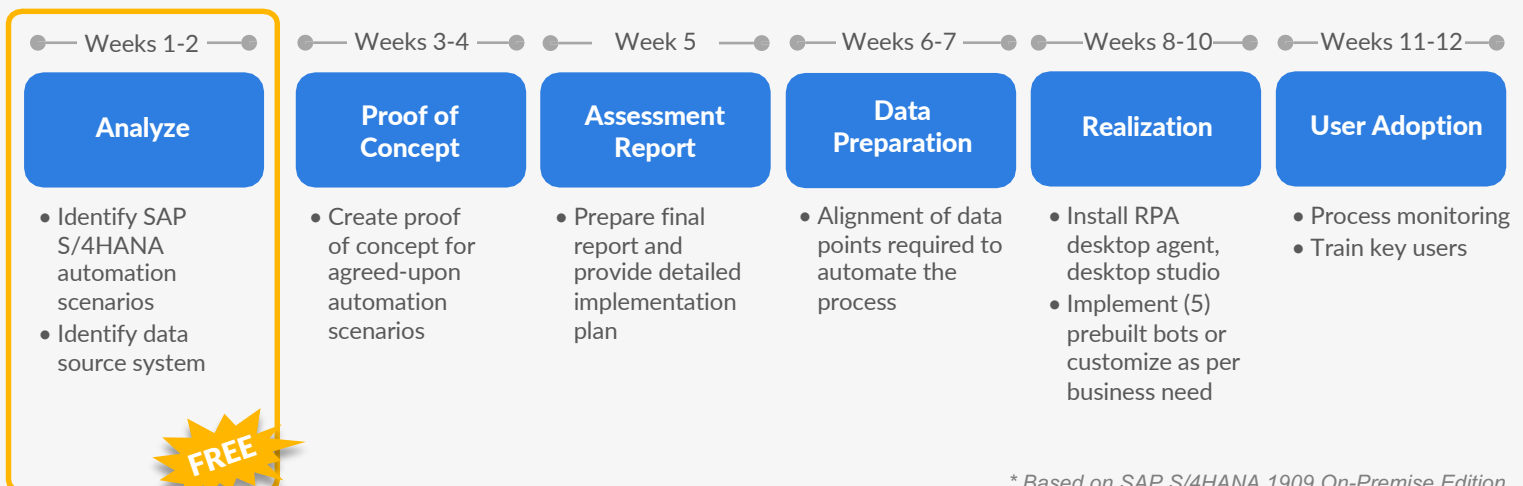 Weeks 1-2
Analyze
• Identify SAP
S/4HANA
automation
scenarios
• Identify data
source system
FREE
Weeks 3-4
Proof of
Concept
• Create proof
of concept for
agreed-upon
automation
scenarios
Week 5
Assessment
Report
• Prepare final
report and
provide detailed
implementation
plan
Weeks 6-7
Data
Preparation
• Alignment of data
points required to
automate the
process
Weeks 8-10
Realization
• Install RPA
desktop agent,
desktop studio
• Implement (5)
prebuilt bots or
customize as per
business need
Weeks 11-12
User Adoption
• Process monitoring
• Train key users
* Based on SAP S/4HANA 1909 On-Premise Edition